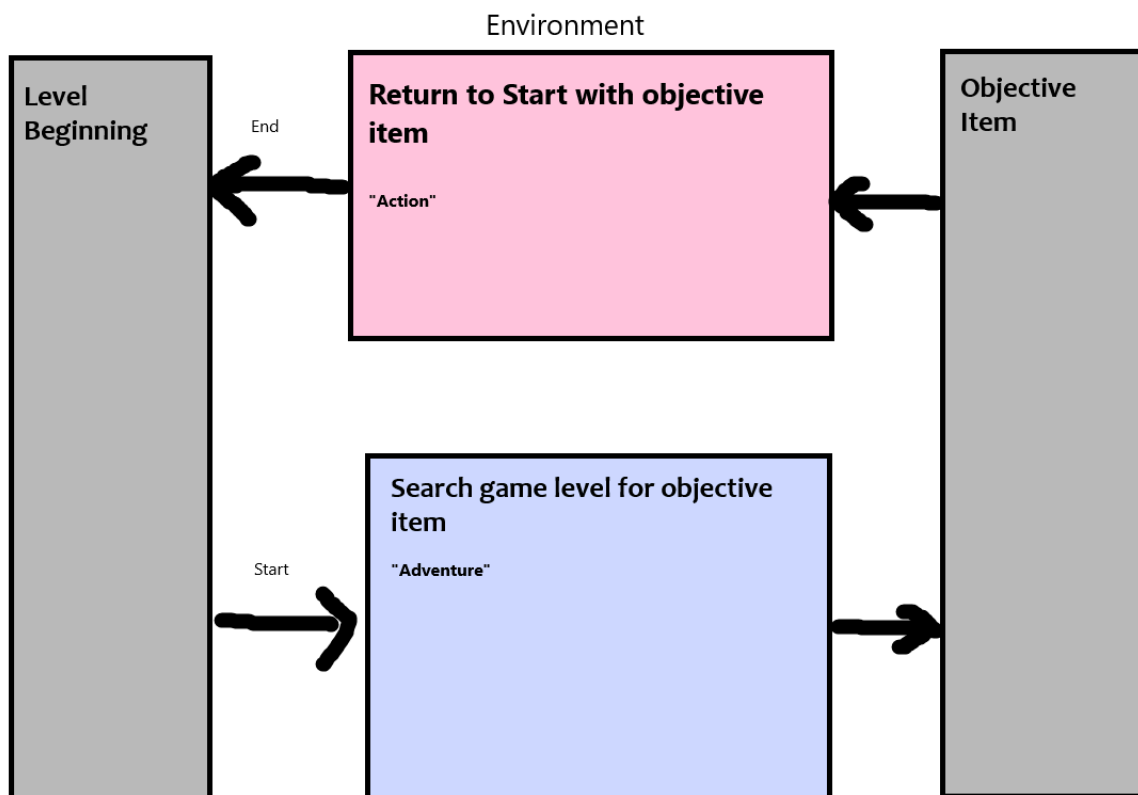 Environment
Level
Beginning
End
Return to Start with objective
item
"Action"
Objective
Item
Start
Search game level for objective
item
"Adventure"